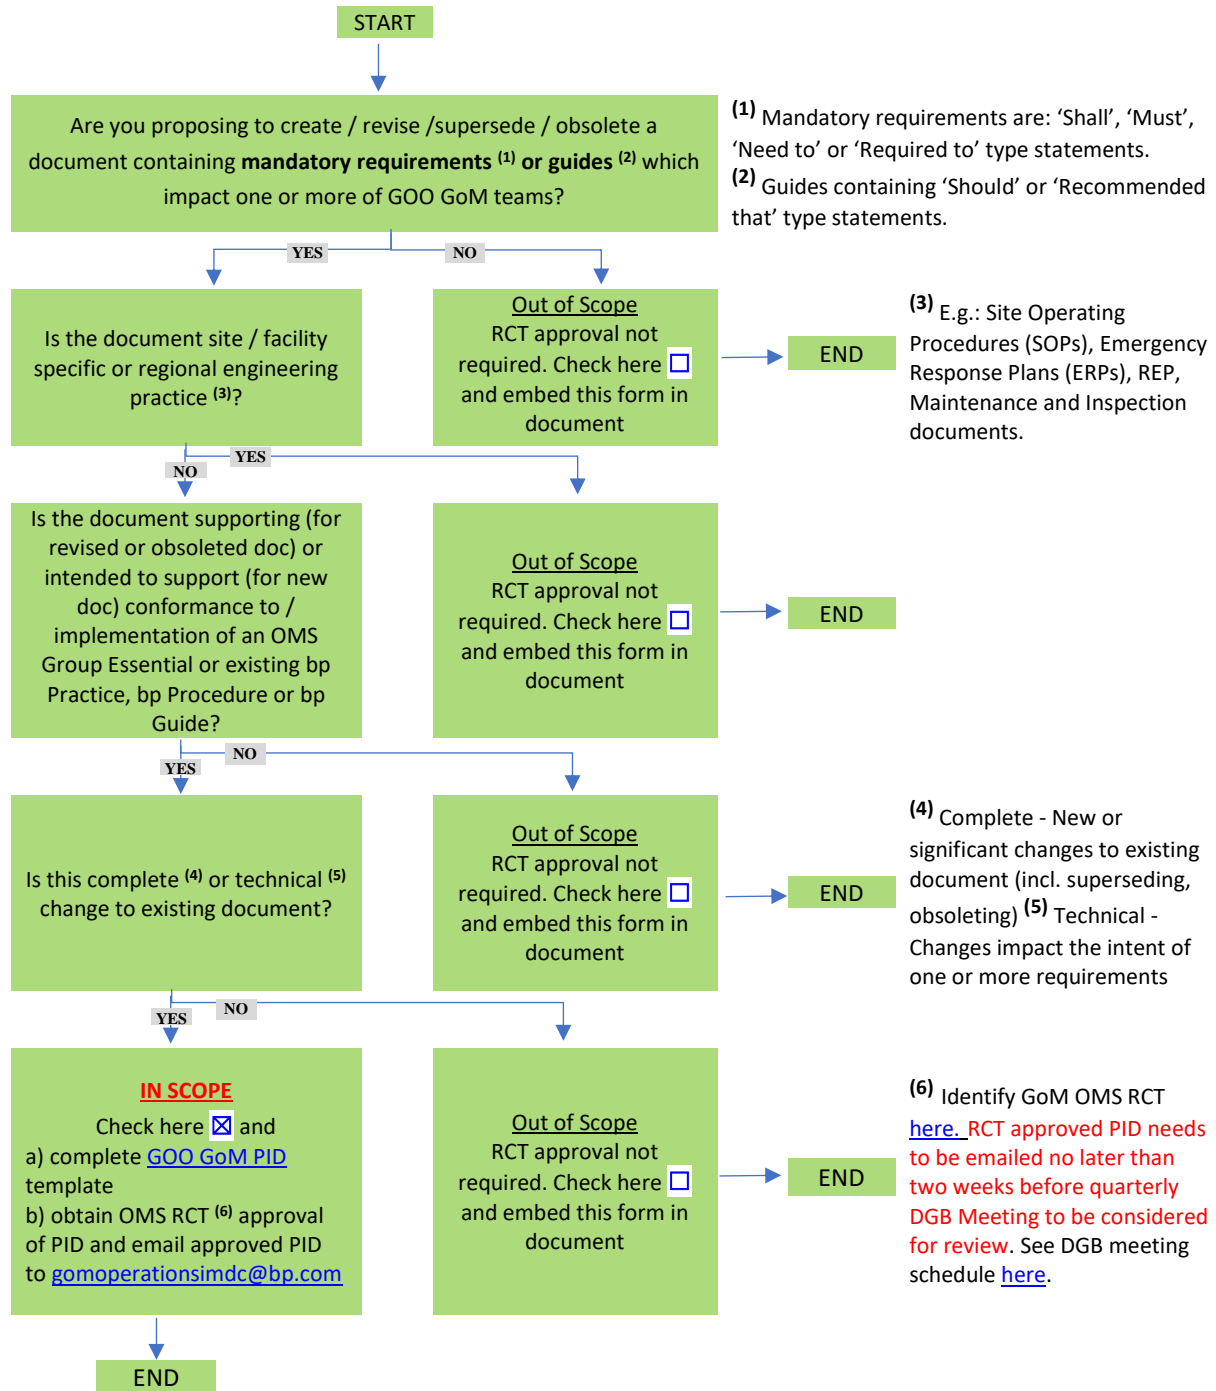 START
Are you proposing to create / revise /supersede / obsolete a
document containing mandatory requirements (1) or guides (2) which
impact one or more of GOO GoM teams?
(1) Mandatory requirements are: ‘Shall’, ‘Must’,
‘Need to’ or ‘Required to’ type statements.
(2) Guides containing ‘Should’ or ‘Recommended
that’ type statements.
YES
NO
Is the document site / facility
specific or regional engineering
practice (3)?
Out of Scope
RCT approval not
required. Check here ☐
and embed this form in
document
END
(3) E.g.: Site Operating
Procedures (SOPs), Emergency
Response Plans (ERPs), REP,
Maintenance and Inspection
documents.
NO
YES
Is the document supporting (for
revised or obsoleted doc) or
intended to support (for new
doc) conformance to /
implementation of an OMS
Group Essential or existing bp
Practice, bp Procedure or bp
Guide?
Out of Scope
RCT approval not
required. Check here ☐
and embed this form in
document
END
YES
NO
Is this complete (4) or technical (5)
change to existing document?
Out of Scope
RCT approval not
required. Check here ☐
and embed this form in
document
END
(4) Complete - New or
significant changes to existing
document (incl. superseding,
obsoleting) (5) Technical -
Changes impact the intent of
one or more requirements
YES
NO
IN SCOPE
Check here ☒ and
a) complete GOO GoM PID
template
b) obtain OMS RCT (6) approval
of PID and email approved PID
to gomoperationsimdc@bp.com
Out of Scope
RCT approval not
required. Check here ☐
and embed this form in
document
END
(6) Identify GoM OMS RCT
here. RCT approved PID needs
to be emailed no later than
two weeks before quarterly
DGB Meeting to be considered
for review. See DGB meeting
schedule here.
END